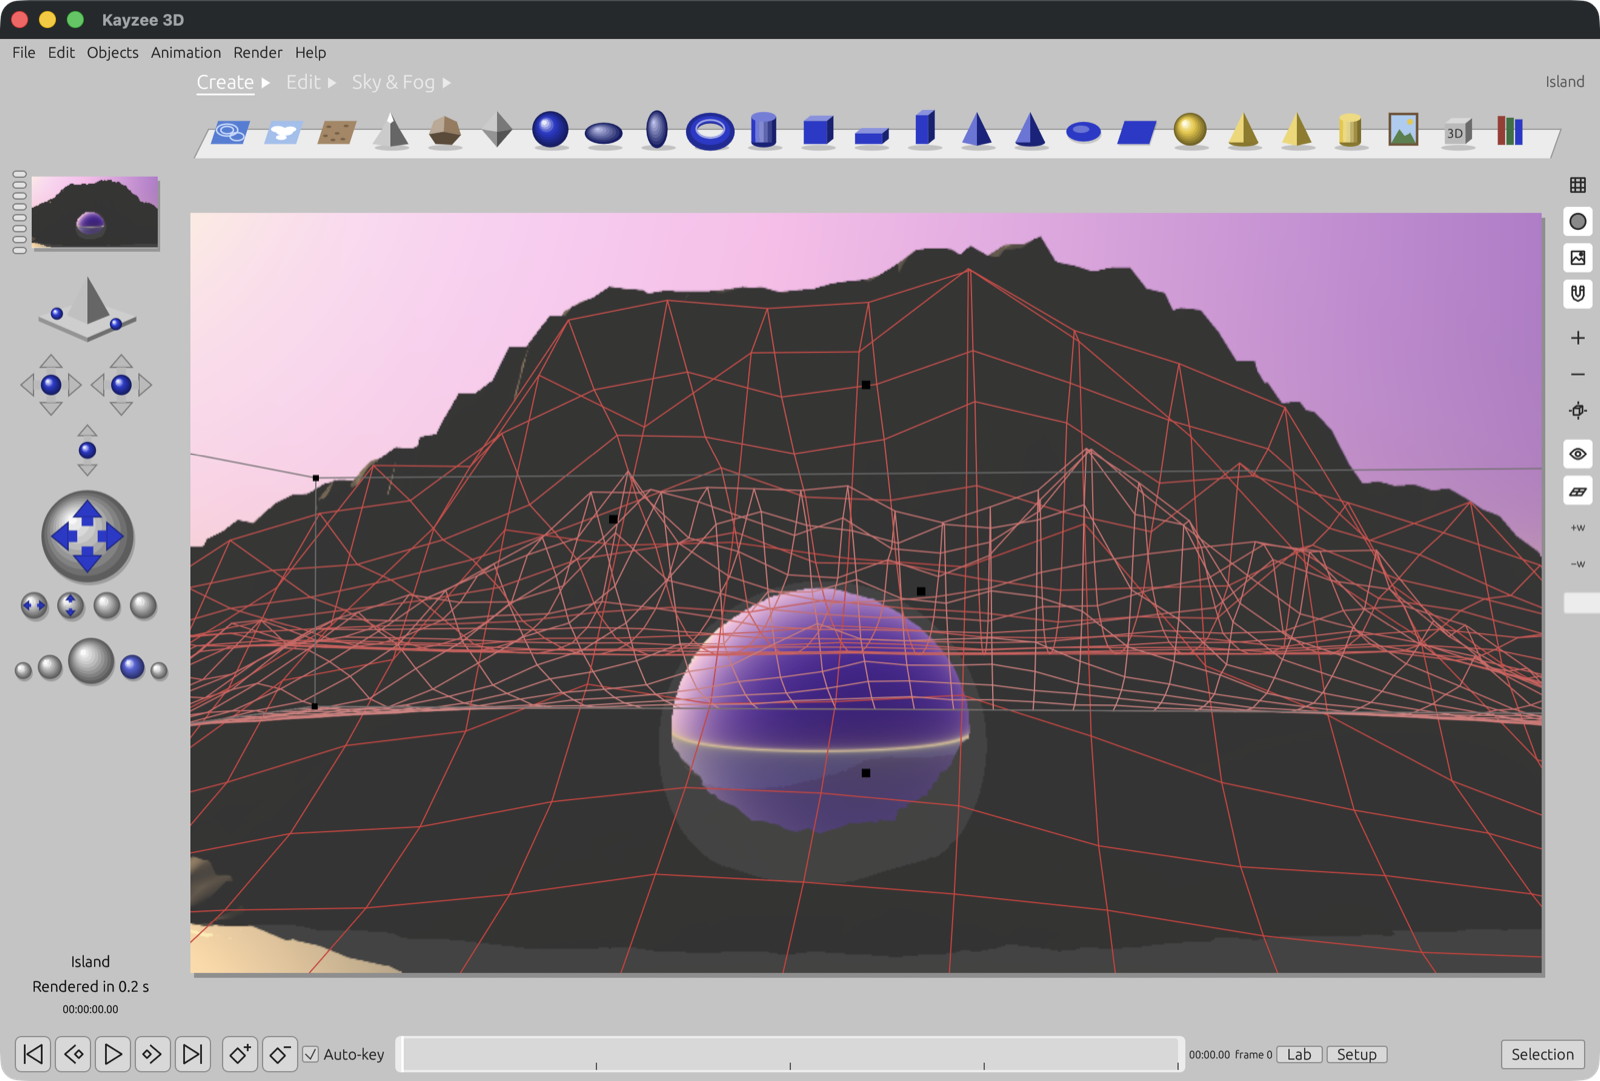 Kayzee 3D
File Edit Objects Animation Render Help
Create Edit Sky & Fog
Island
3D
+w
−w
Island
Rendered in 0.2 s
00:00:00.00
Auto-key
00:00.00 frame 0 Lab Setup
Selection